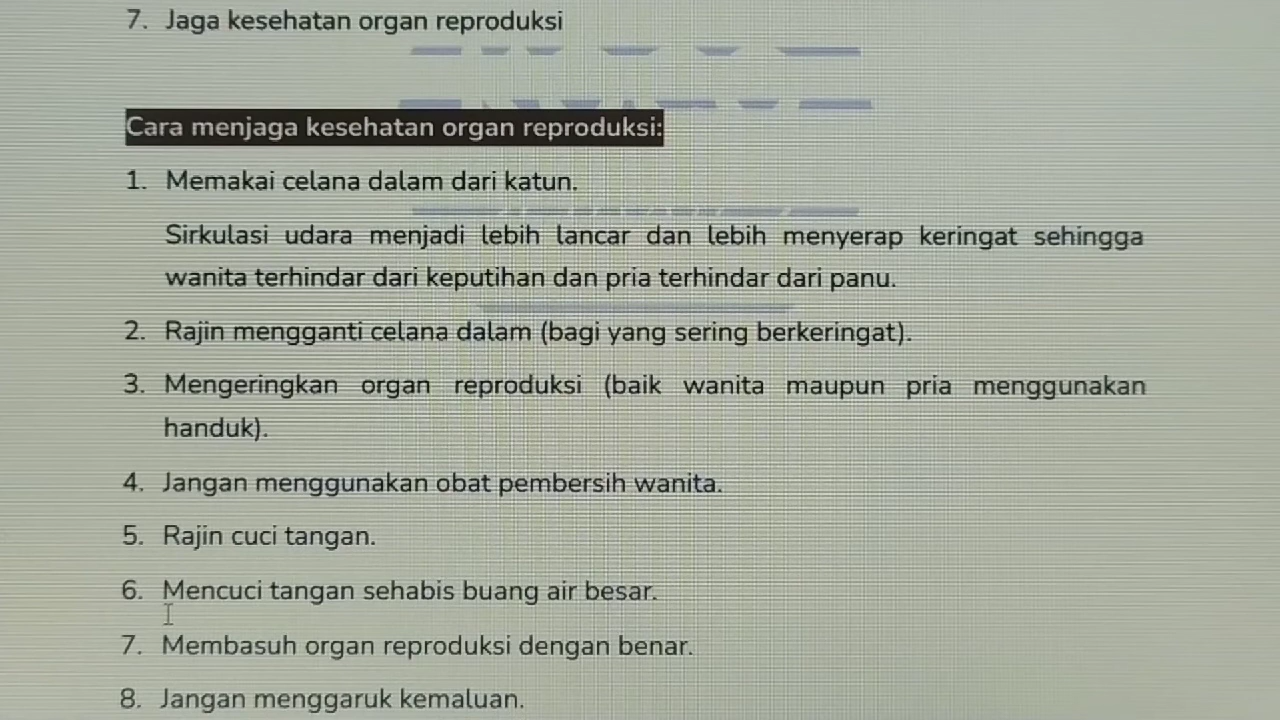 7. Jaga kesehatan organ reproduksi
Cara menjaga kesehatan organ reproduksi:
1. Memakai celana dalam dari katun.
Sirkulasi udara menjadi lebih lancar dan lebih menyerap keringat sehingga
wanita terhindar dari keputihan dan pria terhindar dari panu.
2. Rajin mengganti celana dalam (bagi yang sering berkeringat).
3. Mengeringkan organ reproduksi (baik wanita maupun pria menggunakan
handuk).
4. Jangan menggunakan obat pembersih wanita.
5. Rajin cuci tangan.
6. Mencuci tangan sehabis buang air besar.
7. Membasuh organ reproduksi dengan benar.
8. Jangan menggaruk kemaluan.